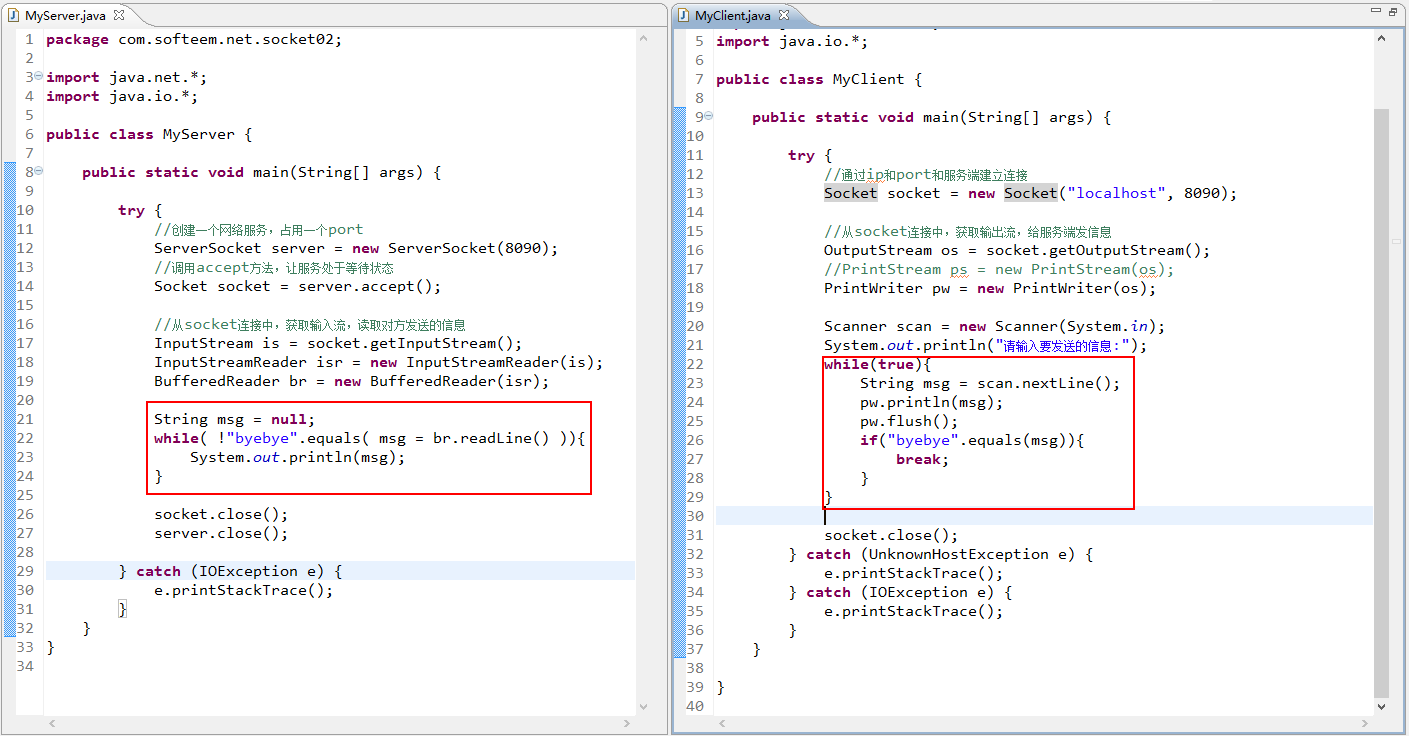 MyServer.java
1 package com.softeem.net.socket02;
2
3 import java.net.*;
4 import java.io.*;
5
6 public class MyServer {
7
8     public static void main(String[] args) {
9
10         try {
11             //创建一个网络服务，占用一个port
12             ServerSocket server = new ServerSocket(8090);
13             //调用accept方法，让服务处于等待状态
14             Socket socket = server.accept();
15
16             //从socket连接中，获取输入流，读取对方发送的信息
17             InputStream is = socket.getInputStream();
18             InputStreamReader isr = new InputStreamReader(is);
19             BufferedReader br = new BufferedReader(isr);
20
21             String msg = null;
22             while( !"byebye".equals( msg = br.readLine() )){
23                 System.out.println(msg);
24             }
25
26             socket.close();
27             server.close();
28
29         } catch (IOException e) {
30             e.printStackTrace();
31         }
32     }
33 }
34
MyClient.java
5 import java.io.*;
6
7 public class MyClient {
8
9     public static void main(String[] args) {
10
11         try {
12             //通过ip和port和服务端建立连接
13             Socket socket = new Socket("localhost", 8090);
14
15             //从socket连接中，获取输出流，给服务端发信息
16             OutputStream os = socket.getOutputStream();
17             //PrintStream ps = new PrintStream(os);
18             PrintWriter pw = new PrintWriter(os);
19
20             Scanner scan = new Scanner(System.in);
21             System.out.println("请输入要发送的信息:");
22             while(true){
23                 String msg = scan.nextLine();
24                 pw.println(msg);
25                 pw.flush();
26                 if("byebye".equals(msg)){
27                     break;
28                 }
29             }
30
31             socket.close();
32         } catch (UnknownHostException e) {
33             e.printStackTrace();
34         } catch (IOException e) {
35             e.printStackTrace();
36         }
37     }
38
39 }
40